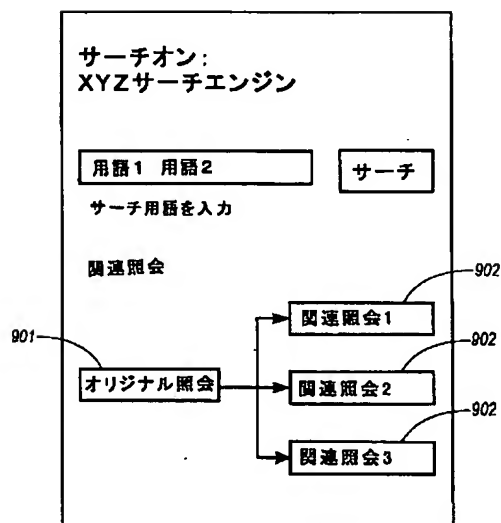 サーチオン:
XYZサーチエンジン
用語1 用語2
サーチ
サーチ用語を入力
関連照会
902
関連照会1
901
オリジナル照会
902
関連照会2
902
関連照会3